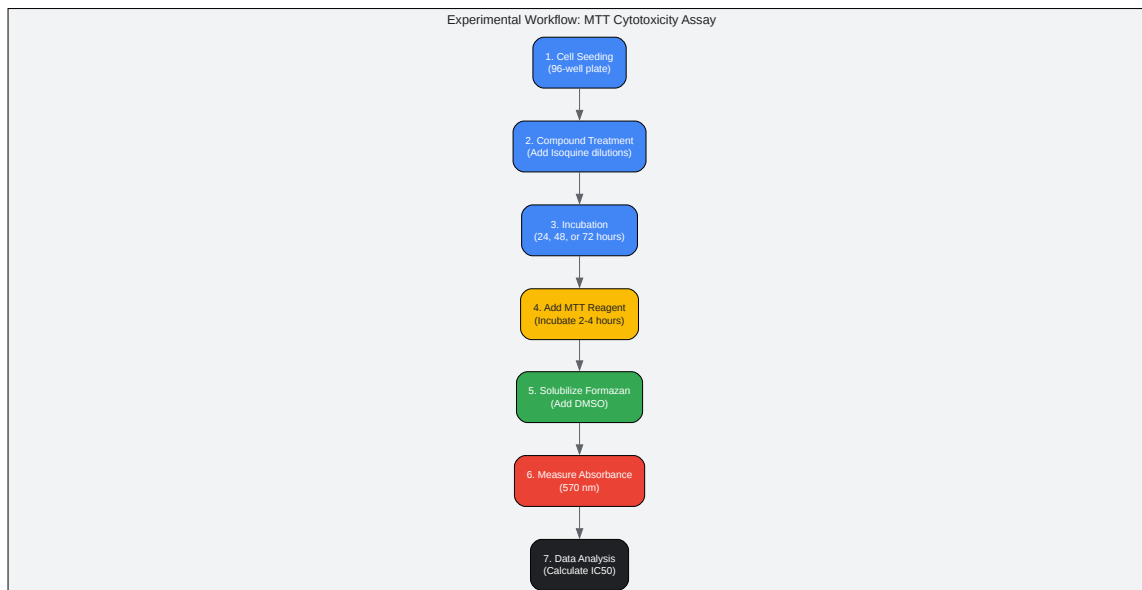 Experimental Workflow: MTT Cytotoxicity Assay
1. Cell Seeding
(96-well plate)
2. Compound Treatment
(Add Isoquine dilutions)
3. Incubation
(24, 48, or 72 hours)
4. Add MTT Reagent
(Incubate 2-4 hours)
5. Solubilize Formazan
(Add DMSO)
6. Measure Absorbance
(570 nm)
7. Data Analysis
(Calculate IC50)